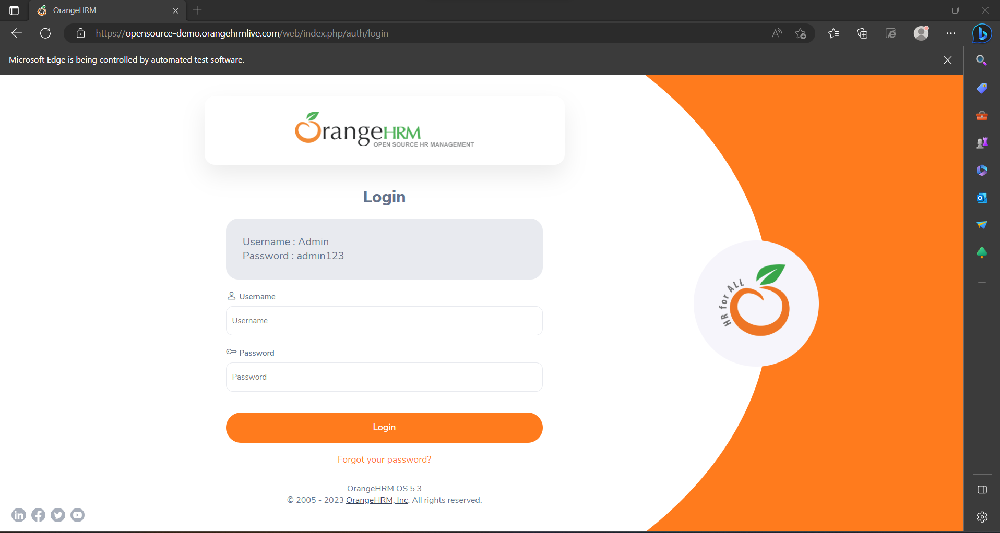 OrangeHRM
https://opensource-demo.orangehrmlive.com/web/index.php/auth/login
Microsoft Edge is being controlled by automated test software.
OrangeHRM
OPEN SOURCE HR MANAGEMENT
Login
Username : Admin
Password : admin123
Username
Username
Password
Password
Login
Forgot your password?
OrangeHRM OS 5.3
© 2005 - 2023 OrangeHRM, Inc. All rights reserved.
HR for ALL